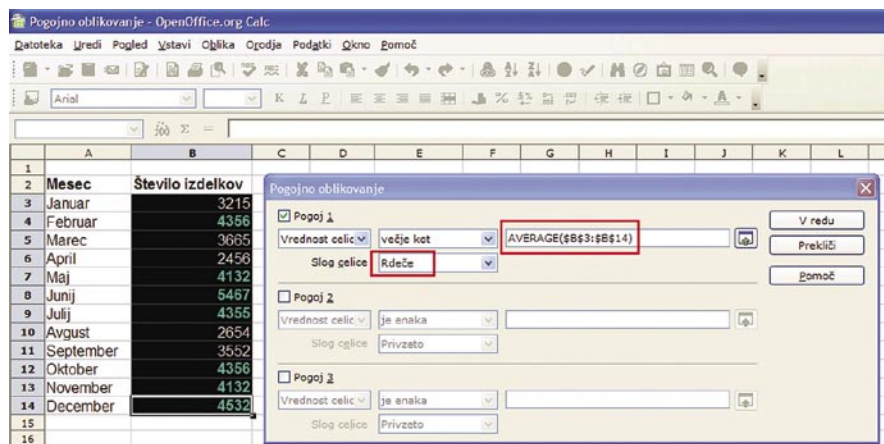 Pogojno oblikovanje - OpenOffice.org Calc
Datoteka Uredi Pogled Vstavi Oblika Orodja Podatki Okno Pomoč
Arial
K L P
A B C D E F G H I J K L
1
2 Mesec Število izdelkov
3 Januar 3215
4 Februar 4356
5 Marec 3665
6 April 2456
7 Maj 4132
8 Junij 5467
9 Julij 4355
10 Avgust 2654
11 September 3552
12 Oktober 4356
13 November 4132
14 December 4532
15
16
Pogojno oblikovanje
Pogoj 1
Vrednost celic večje kot AVERAGE($B$3:$B$14)
Slog celice Rdeče
Pogoj 2
Vrednost celic je enaka
Slog celice Privzeto
Pogoj 3
Vrednost celic je enaka
Slog celice Privzeto
V redu
Prekliči
Pomoč